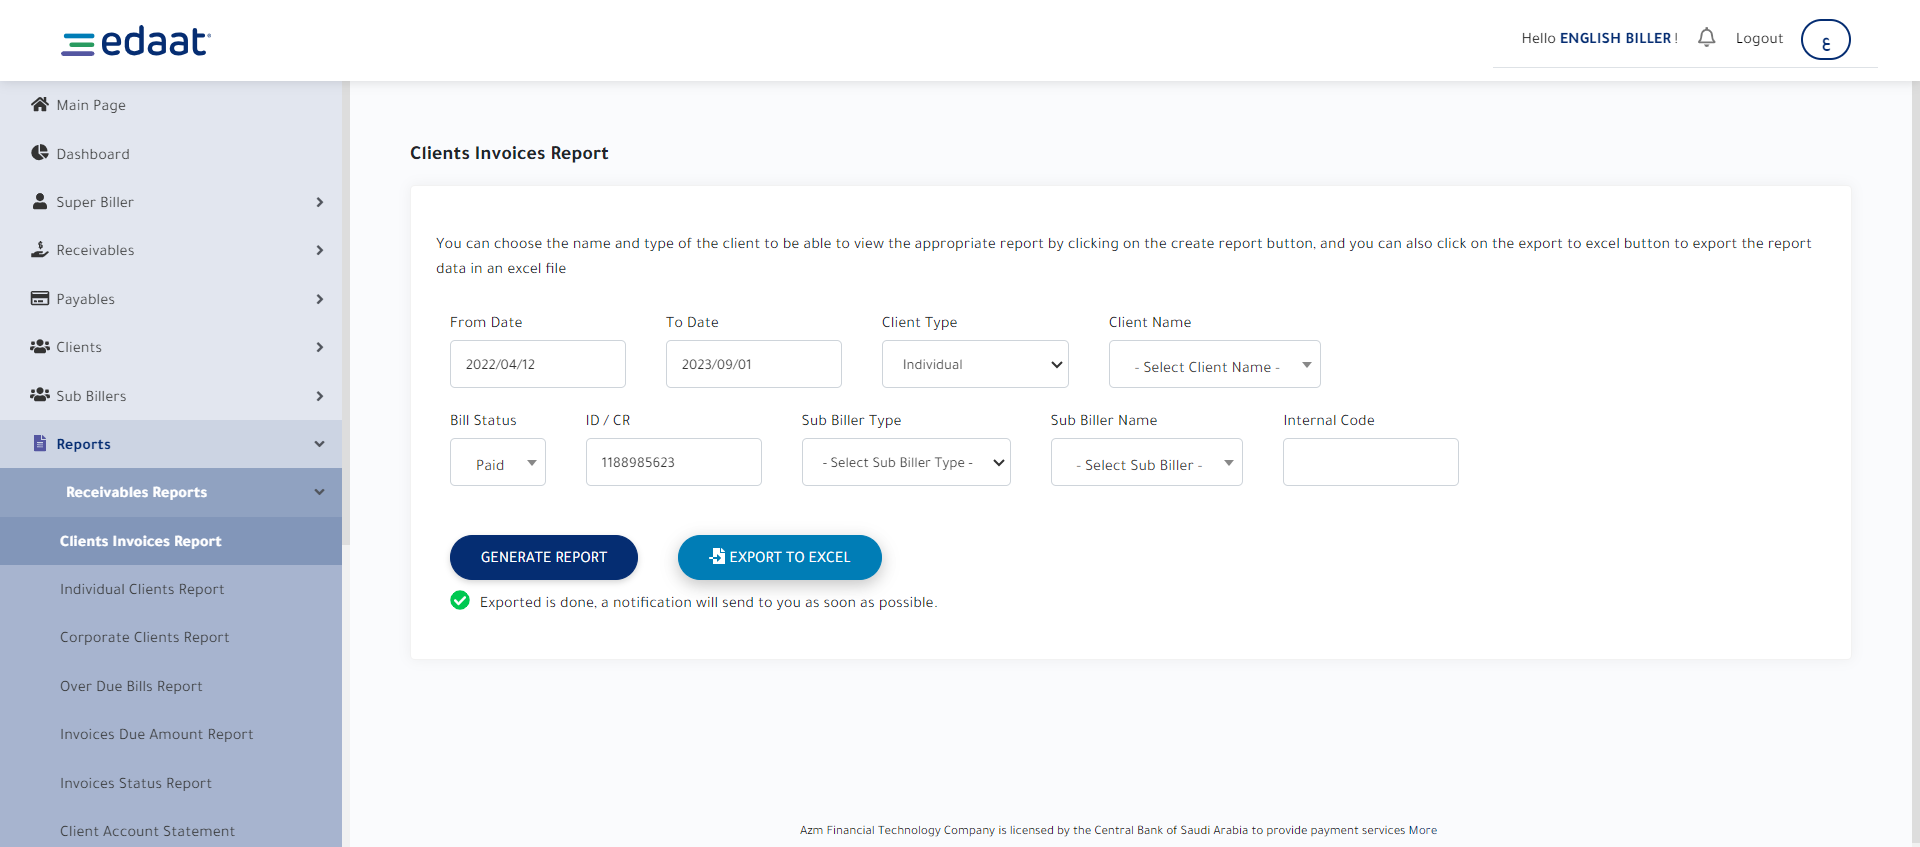 edaat
Hello ENGLISH BILLER !
Logout
ع
Main Page
Dashboard
Super Biller
Receivables
Payables
Clients
Sub Billers
Reports
Receivables Reports
Clients Invoices Report
Individual Clients Report
Corporate Clients Report
Over Due Bills Report
Invoices Due Amount Report
Invoices Status Report
Client Account Statement
Clients Invoices Report
You can choose the name and type of the client to be able to view the appropriate report by clicking on the create report button, and you can also click on the export to excel button to export the report
data in an excel file
From Date
To Date
Client Type
Client Name
2022/04/12
2023/09/01
Individual
- Select Client Name -
Bill Status
ID / CR
Sub Biller Type
Sub Biller Name
Internal Code
Paid
1188985623
- Select Sub Biller Type -
- Select Sub Biller -
GENERATE REPORT
EXPORT TO EXCEL
Exported is done, a notification will send to you as soon as possible.
Azm Financial Technology Company is licensed by the Central Bank of Saudi Arabia to provide payment services More